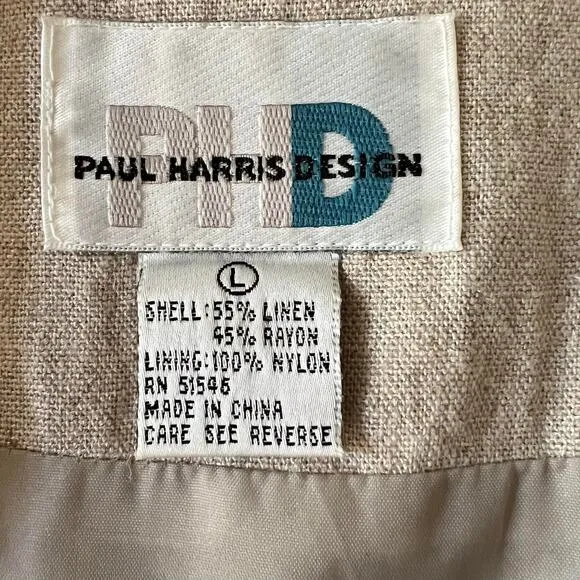 PHD
PAUL HARRIS DESIGN
L
SHELL: 55% LINEN
45% RAYON
LINING: 100% NYLON
RN 51546
MADE IN CHINA
CARE SEE REVERSE